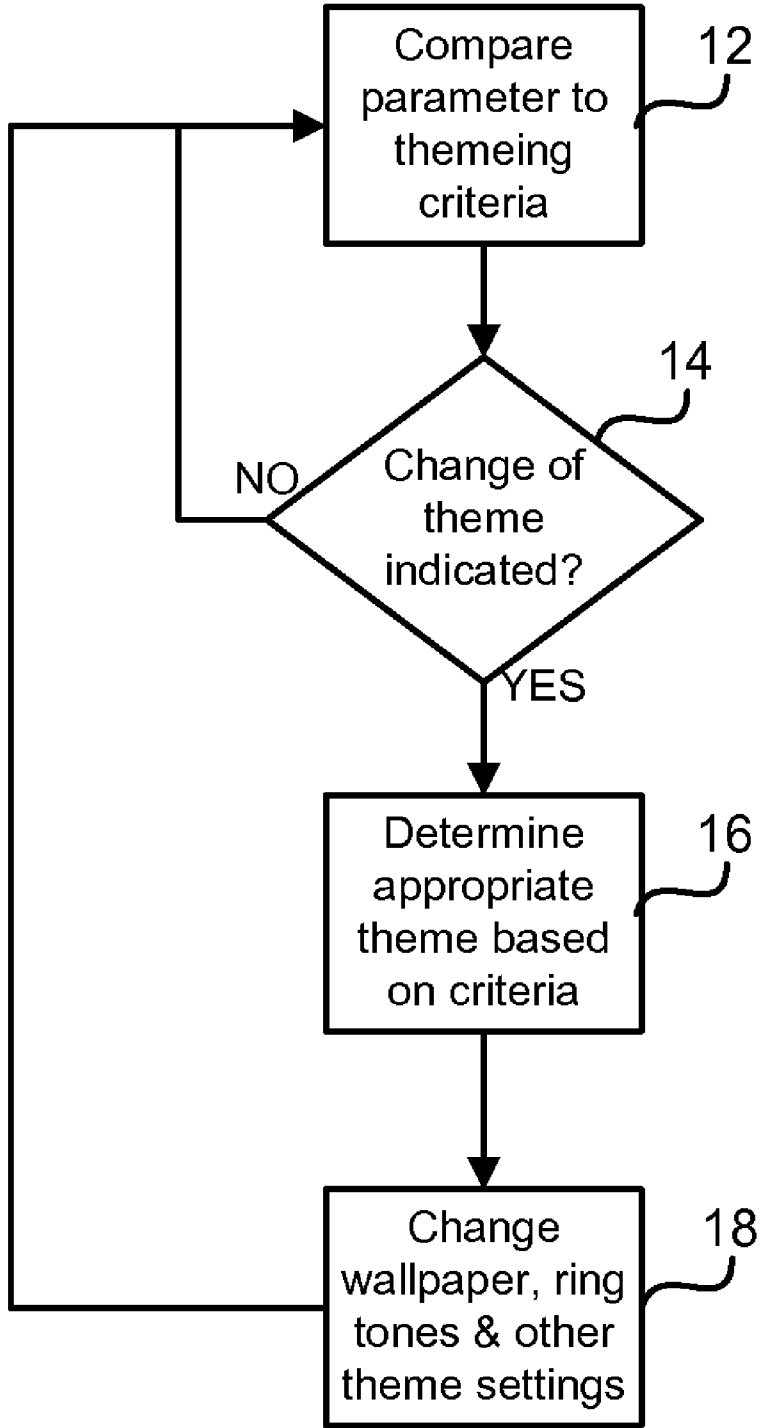 Compare
parameter to
themeing
criteria
12
14
Change of
theme
indicated?
NO
YES
Determine
appropriate
theme based
on criteria
16
Change
wallpaper, ring
tones & other
theme settings
18